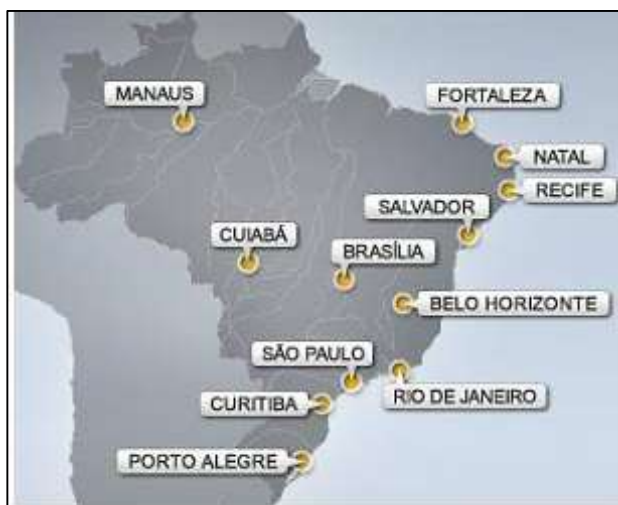 MANAUS
FORTALEZA
NATAL
RECIFE
SALVADOR
CUIABÁ
BRASÍLIA
BELO HORIZONTE
SÃO PAULO
RIO DE JANEIRO
CURITIBA
PORTO ALEGRE